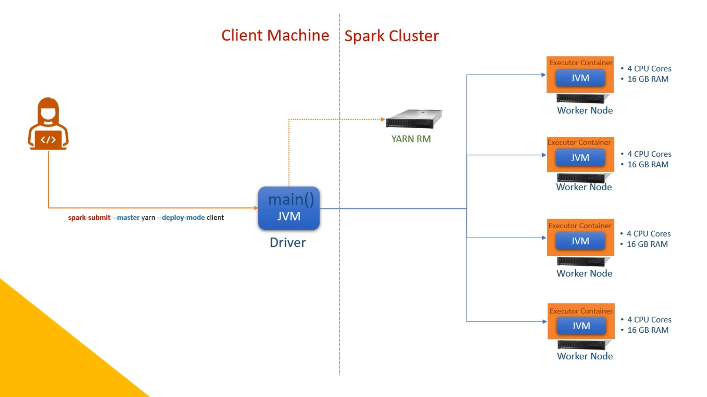 Client Machine
Spark Cluster
Executor Container
JVM
• 4 CPU Cores
• 16 GB RAM
Worker Node
</>
YARN RM
Executor Container
JVM
• 4 CPU Cores
• 16 GB RAM
Worker Node
main()
JVM
Driver
spark-submit --master yarn --deploy-mode client
Executor Container
JVM
• 4 CPU Cores
• 16 GB RAM
Worker Node
Executor Container
JVM
• 4 CPU Cores
• 16 GB RAM
Worker Node